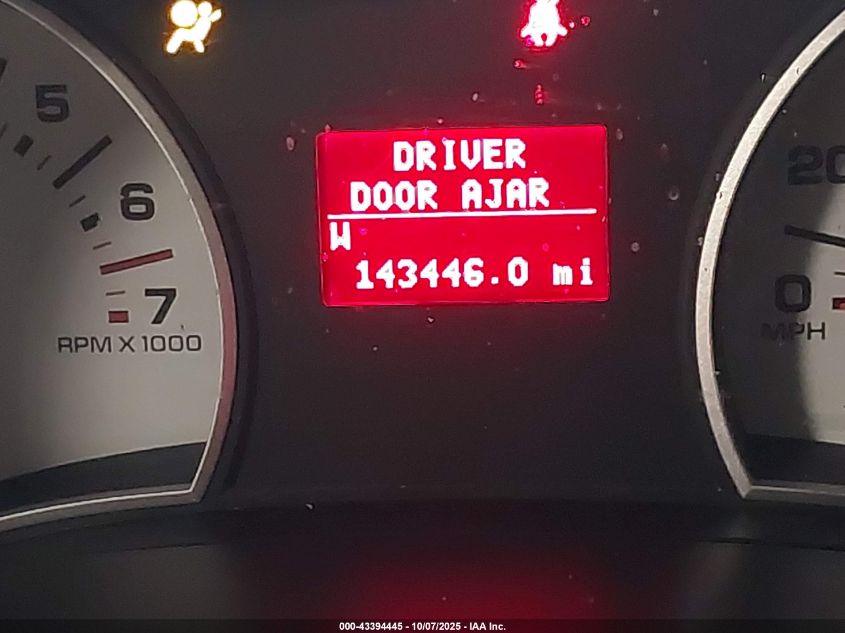 5
6
7
RPM X 1000
DRIVER
DOOR AJAR
W
143446.0 mi
20
0
MPH
000-43394445 - 10/07/2025 - IAA Inc.